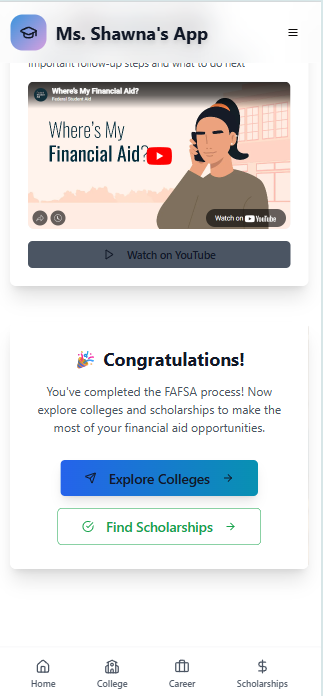 Ms. Shawna's App
Important follow-up steps and what to do next
Where's My Financial Aid?
Federal Student Aid
Where's My
Financial Aid?
Watch on YouTube
Watch on YouTube
🎉 Congratulations!
You've completed the FAFSA process! Now
explore colleges and scholarships to make the
most of your financial aid opportunities.
Explore Colleges →
Find Scholarships →
Home College Career Scholarships